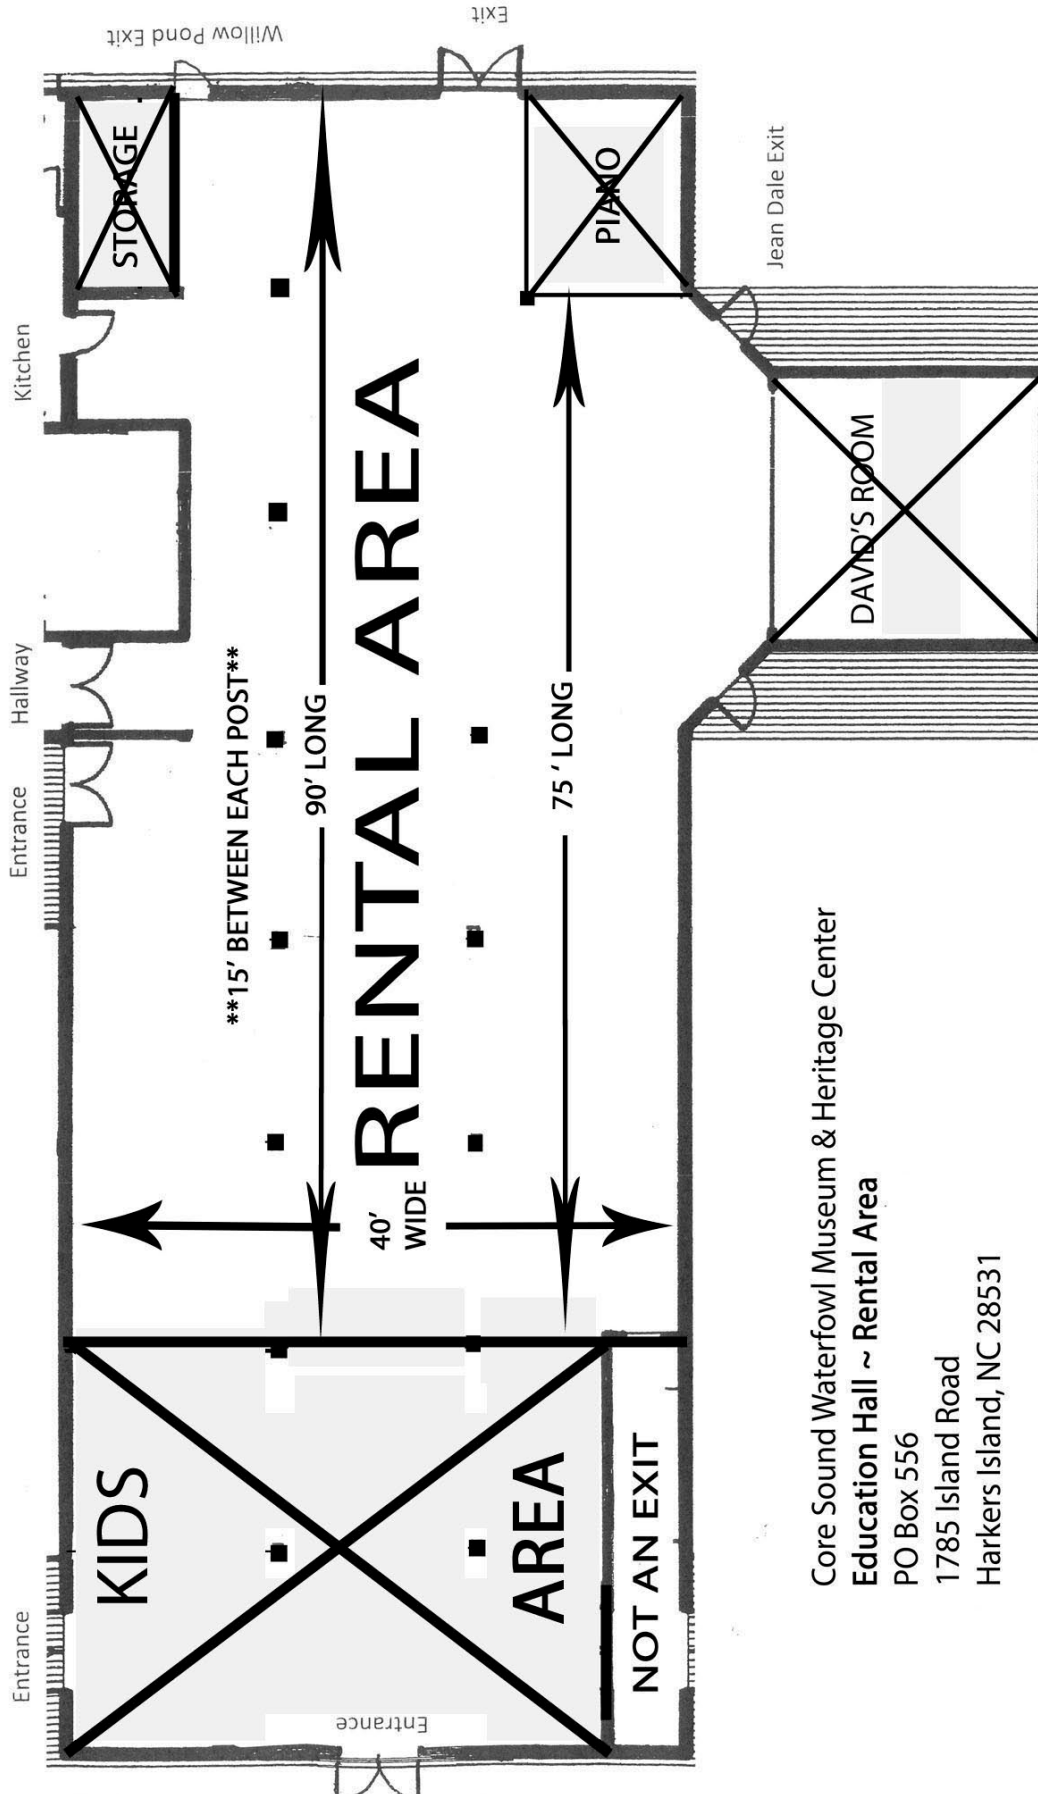 Willow Pond Exit
Exit
STORAGE
PIANO
Jean Dale Exit
Kitchen
DAVID'S ROOM
Hallway
Entrance
**15' BETWEEN EACH POST**
90' LONG
RENTAL AREA
75 ' LONG
40'
WIDE
KIDS
AREA
NOT AN EXIT
Entrance
Entrance
Core Sound Waterfowl Museum & Heritage Center
Education Hall ~ Rental Area
PO Box 556
1785 Island Road
Harkers Island, NC 28531